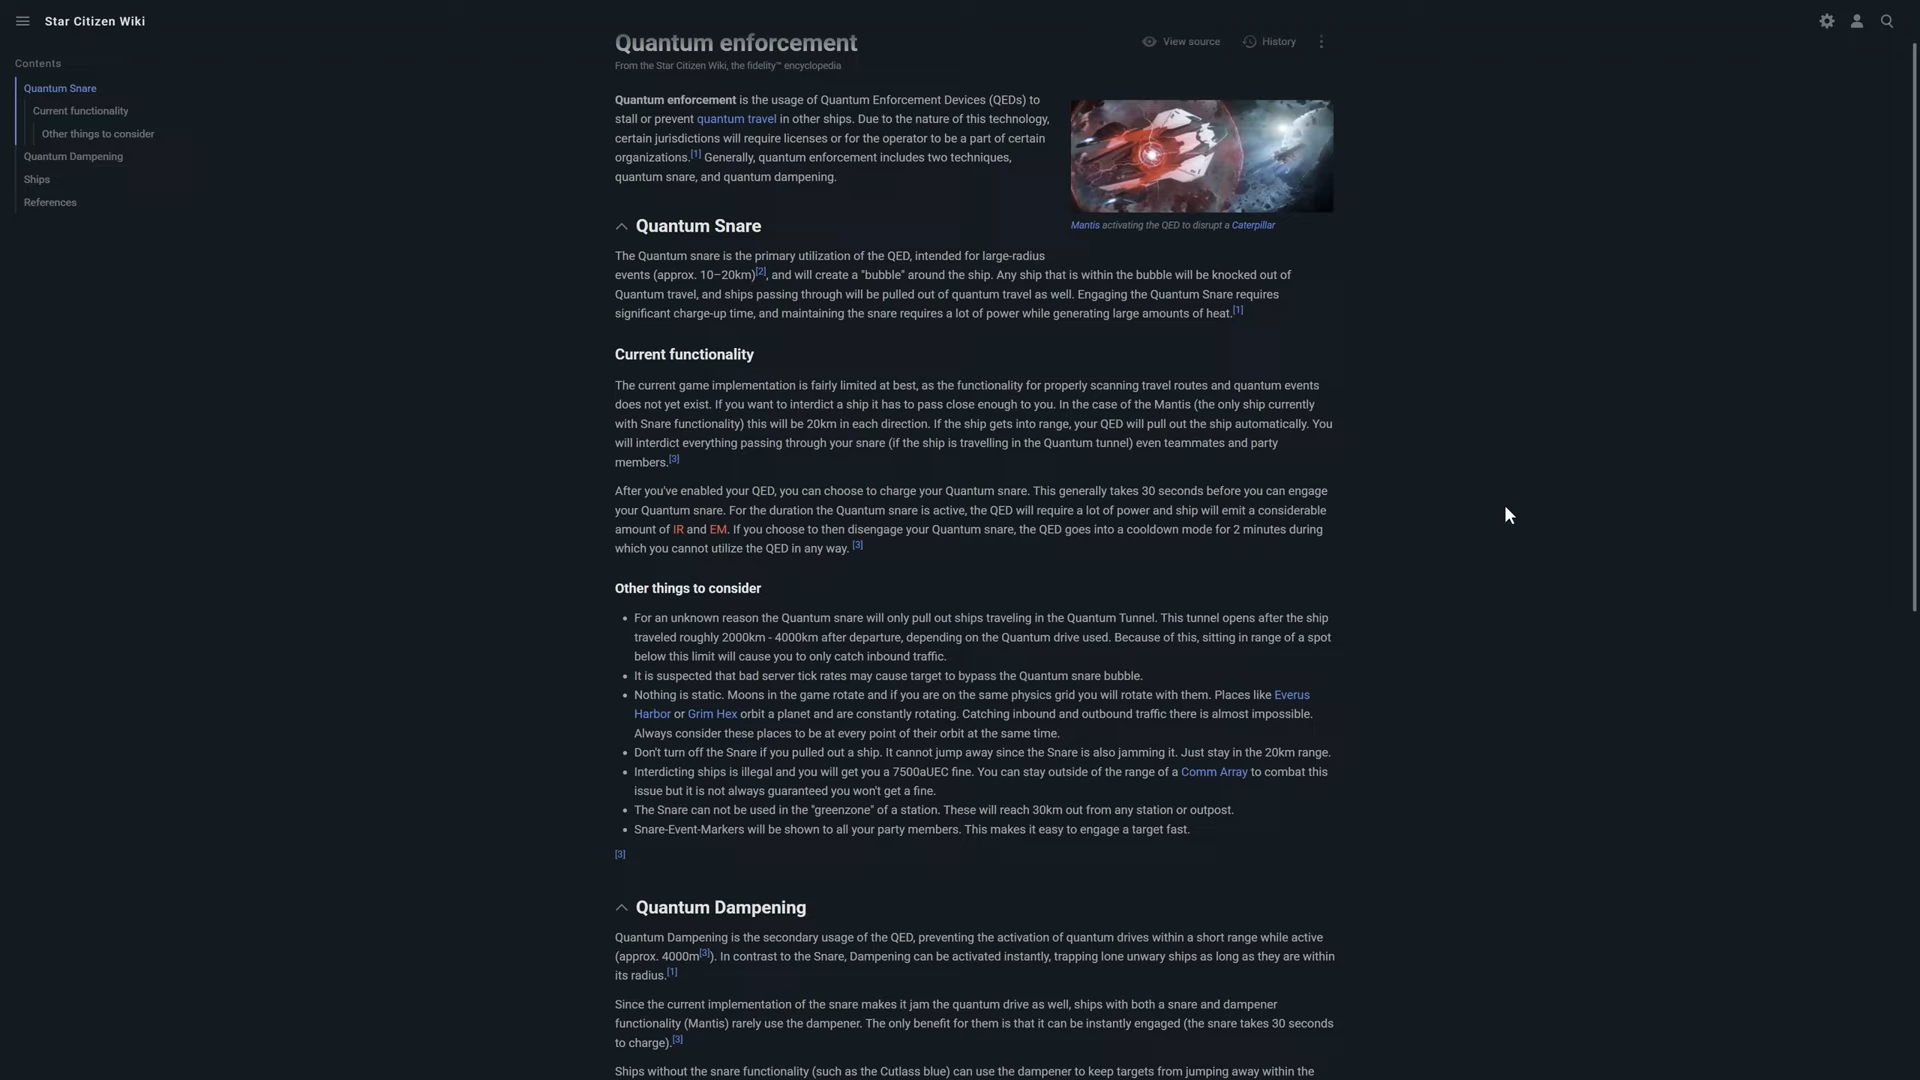 Star Citizen Wiki
Contents
Quantum Snare
Current functionality
Other things to consider
Quantum Dampening
Ships
References
Quantum enforcement
View source
History
From the Star Citizen Wiki, the fidelity™ encyclopedia
Quantum enforcement is the usage of Quantum Enforcement Devices (QEDs) to
stall or prevent quantum travel in other ships. Due to the nature of this technology,
certain jurisdictions will require licenses or for the operator to be a part of certain
organizations.[1] Generally, quantum enforcement includes two techniques,
quantum snare, and quantum dampening.
Mantis activating the QED to disrupt a Caterpillar
Quantum Snare
The Quantum snare is the primary utilization of the QED, intended for large-radius
events (approx. 10–20km)[2], and will create a "bubble" around the ship. Any ship that is within the bubble will be knocked out of
Quantum travel, and ships passing through will be pulled out of quantum travel as well. Engaging the Quantum Snare requires
significant charge-up time, and maintaining the snare requires a lot of power while generating large amounts of heat.[1]
Current functionality
The current game implementation is fairly limited at best, as the functionality for properly scanning travel routes and quantum events
does not yet exist. If you want to interdict a ship it has to pass close enough to you. In the case of the Mantis (the only ship currently
with Snare functionality) this will be 20km in each direction. If the ship gets into range, your QED will pull out the ship automatically. You
will interdict everything passing through your snare (if the ship is travelling in the Quantum tunnel) even teammates and party
members.[3]
After you've enabled your QED, you can choose to charge your Quantum snare. This generally takes 30 seconds before you can engage
your Quantum snare. For the duration the Quantum snare is active, the QED will require a lot of power and ship will emit a considerable
amount of IR and EM. If you choose to then disengage your Quantum snare, the QED goes into a cooldown mode for 2 minutes during
which you cannot utilize the QED in any way. [3]
Other things to consider
• For an unknown reason the Quantum snare will only pull out ships traveling in the Quantum Tunnel. This tunnel opens after the ship
traveled roughly 2000km - 4000km after departure, depending on the Quantum drive used. Because of this, sitting in range of a spot
below this limit will cause you to only catch inbound traffic.
• It is suspected that bad server tick rates may cause target to bypass the Quantum snare bubble.
• Nothing is static. Moons in the game rotate and if you are on the same physics grid you will rotate with them. Places like Everus
Harbor or Grim Hex orbit a planet and are constantly rotating. Catching inbound and outbound traffic there is almost impossible.
Always consider these places to be at every point of their orbit at the same time.
• Don't turn off the Snare if you pulled out a ship. It cannot jump away since the Snare is also jamming it. Just stay in the 20km range.
• Interdicting ships is illegal and you will get you a 7500aUEC fine. You can stay outside of the range of a Comm Array to combat this
issue but it is not always guaranteed you won't get a fine.
• The Snare can not be used in the "greenzone" of a station. These will reach 30km out from any station or outpost.
• Snare-Event-Markers will be shown to all your party members. This makes it easy to engage a target fast.
[3]
Quantum Dampening
Quantum Dampening is the secondary usage of the QED, preventing the activation of quantum drives within a short range while active
(approx. 4000m[3]). In contrast to the Snare, Dampening can be activated instantly, trapping lone unwary ships as long as they are within
its radius.[1]
Since the current implementation of the snare makes it jam the quantum drive as well, ships with both a snare and dampener
functionality (Mantis) rarely use the dampener. The only benefit for them is that it can be instantly engaged (the snare takes 30 seconds
to charge).[3]
Ships without the snare functionality (such as the Cutlass blue) can use the dampener to keep targets from jumping away within the